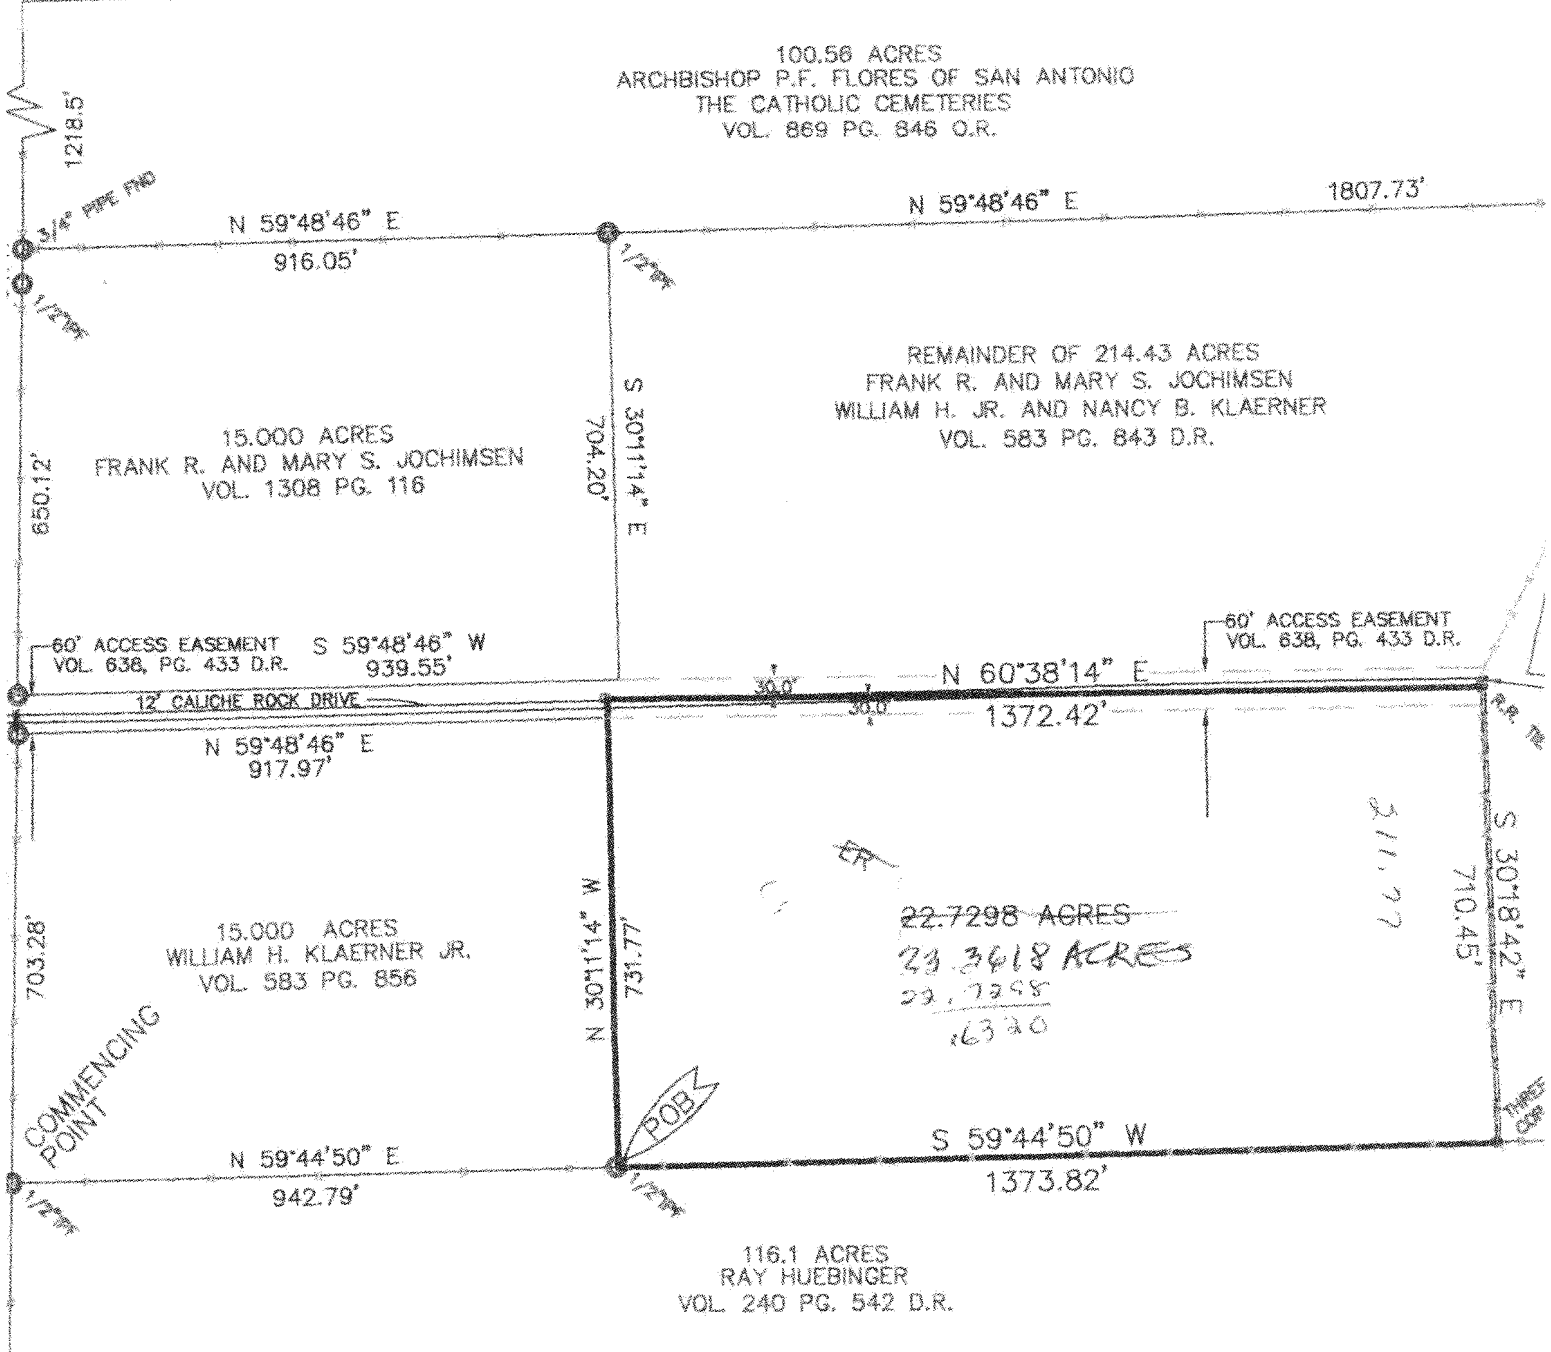 100.56 ACRES
ARCHBISHOP P.F. FLORES OF SAN ANTONIO
THE CATHOLIC CEMETERIES
VOL. 869 PG. 846 O.R.
1218.5'
3/4" PIPE FND
N 59°48'46" E
916.05'
N 59°48'46" E
1807.73'
1/2"IPF
1/2"IPF
REMAINDER OF 214.43 ACRES
FRANK R. AND MARY S. JOCHIMSEN
WILLIAM H. JR. AND NANCY B. KLAERNER
VOL. 583 PG. 843 D.R.
S 30°11'14" E
704.20'
15.000 ACRES
FRANK R. AND MARY S. JOCHIMSEN
VOL. 1308 PG. 116
650.12'
60' ACCESS EASEMENT
VOL. 638, PG. 433 D.R.
S 59°48'46" W
939.55'
60' ACCESS EASEMENT
VOL. 638, PG. 433 D.R.
N 60°38'14" E
1372.42'
30.0'
30.0'
12' CALICHE ROCK DRIVE
N 59°48'46" E
917.97'
R.R.
S 30°18'42" E
710.45'
211.77
ER
22.7298 ACRES
23.3618 ACRES
22.7298
.6320
N 30°11'14" W
731.77'
15.000 ACRES
WILLIAM H. KLAERNER JR.
VOL. 583 PG. 856
703.28'
COMMENCING
POINT
POB
N 59°44'50" E
942.79'
1/2"IPF
1/2"IPF
S 59°44'50" W
1373.82'
116.1 ACRES
RAY HUEBINGER
VOL. 240 PG. 542 D.R.